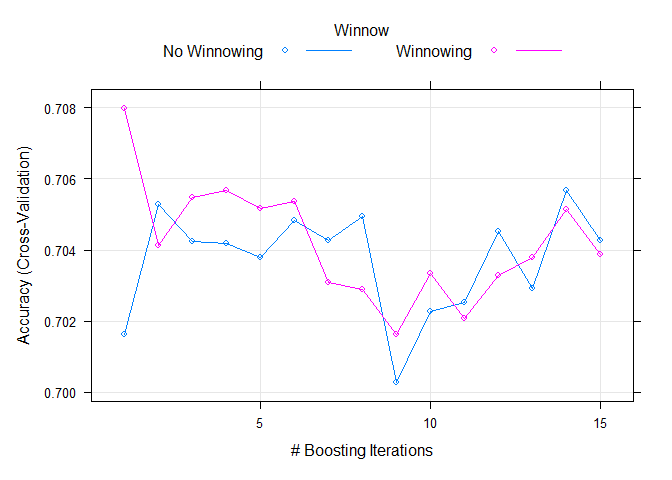 Winnow
No Winnowing Winnowing
0.708
0.706
0.704
0.702
0.700
Accuracy (Cross-Validation)
5 10 15
# Boosting Iterations